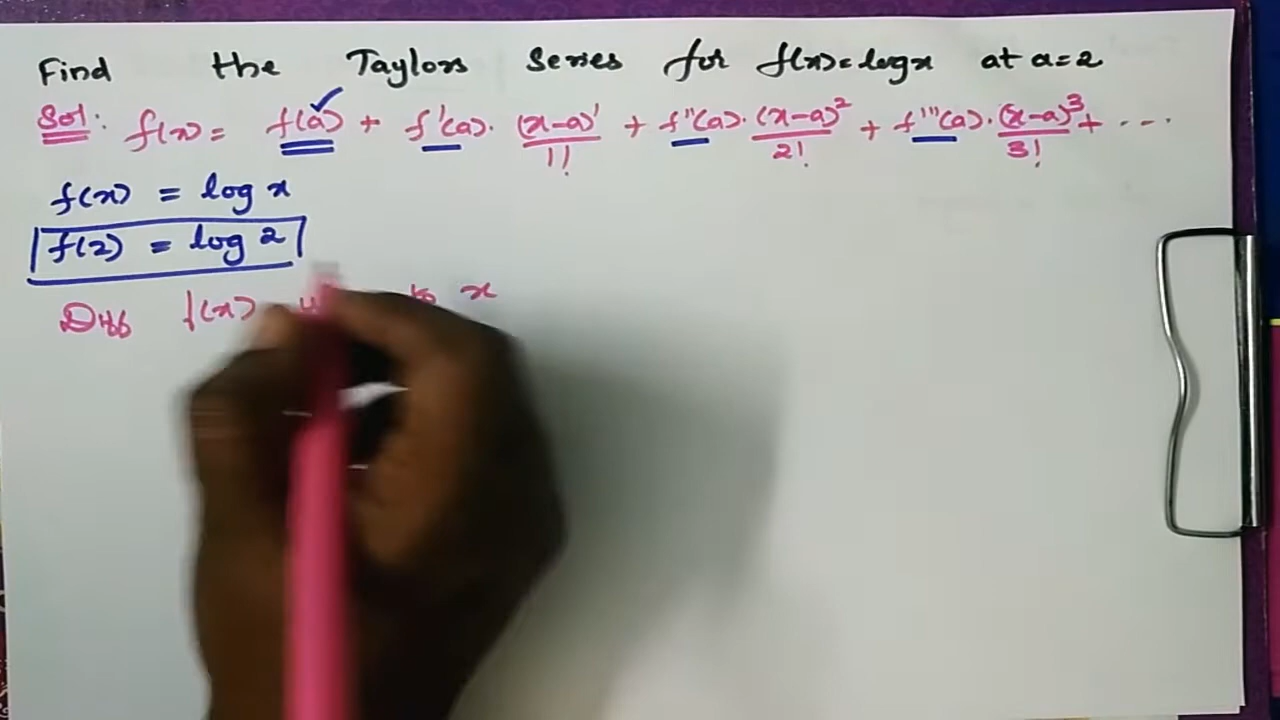 Find the Taylors Series for f(x)=logx at a=2
Sol: f(x) = f(a) + f'(a). (x-a)'/1! + f''(a). (x-a)²/2! + f'''(a). (x-a)³/3! + ...
f(x) = log x
f(2) = log 2
Diff f(x) to x